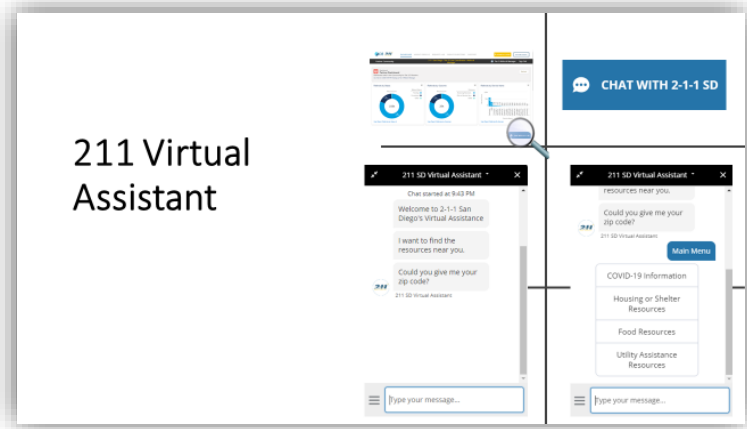 211 Virtual
Assistant
CHAT WITH 2-1-1 SD
211 SD Virtual Assistant
Chat started at 9:43 PM
Welcome to 2-1-1 San
Diego's Virtual Assistance
I want to find the
resources near you.
Could you give me your
zip code?
211
211 SD Virtual Assistant
Type your message...
211 SD Virtual Assistant
resources near you.
Could you give me your
zip code?
211
211 SD Virtual Assistant
Main Menu
COVID-19 Information
Housing or Shelter
Resources
Food Resources
Utility Assistance
Resources
Type your message...